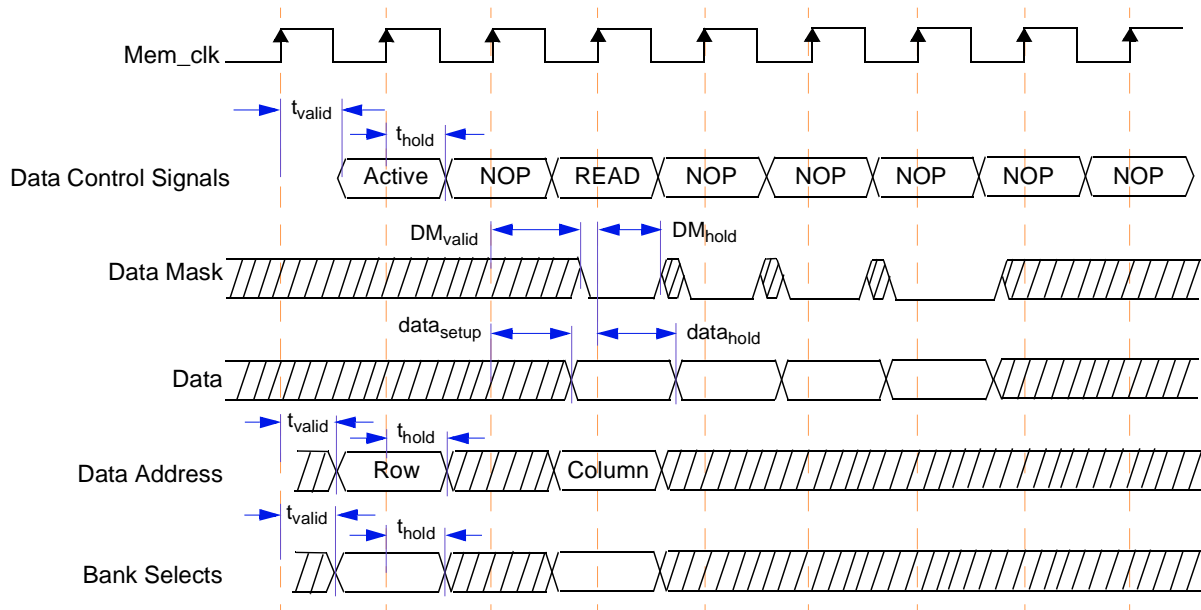 Mem_clk
tvalid
thold
Data Control Signals
Active NOP READ NOP NOP NOP NOP NOP
DMvalid
DMhold
Data Mask
datasetup
datahold
Data
tvalid
thold
Data Address
Row
Column
tvalid
thold
Bank Selects